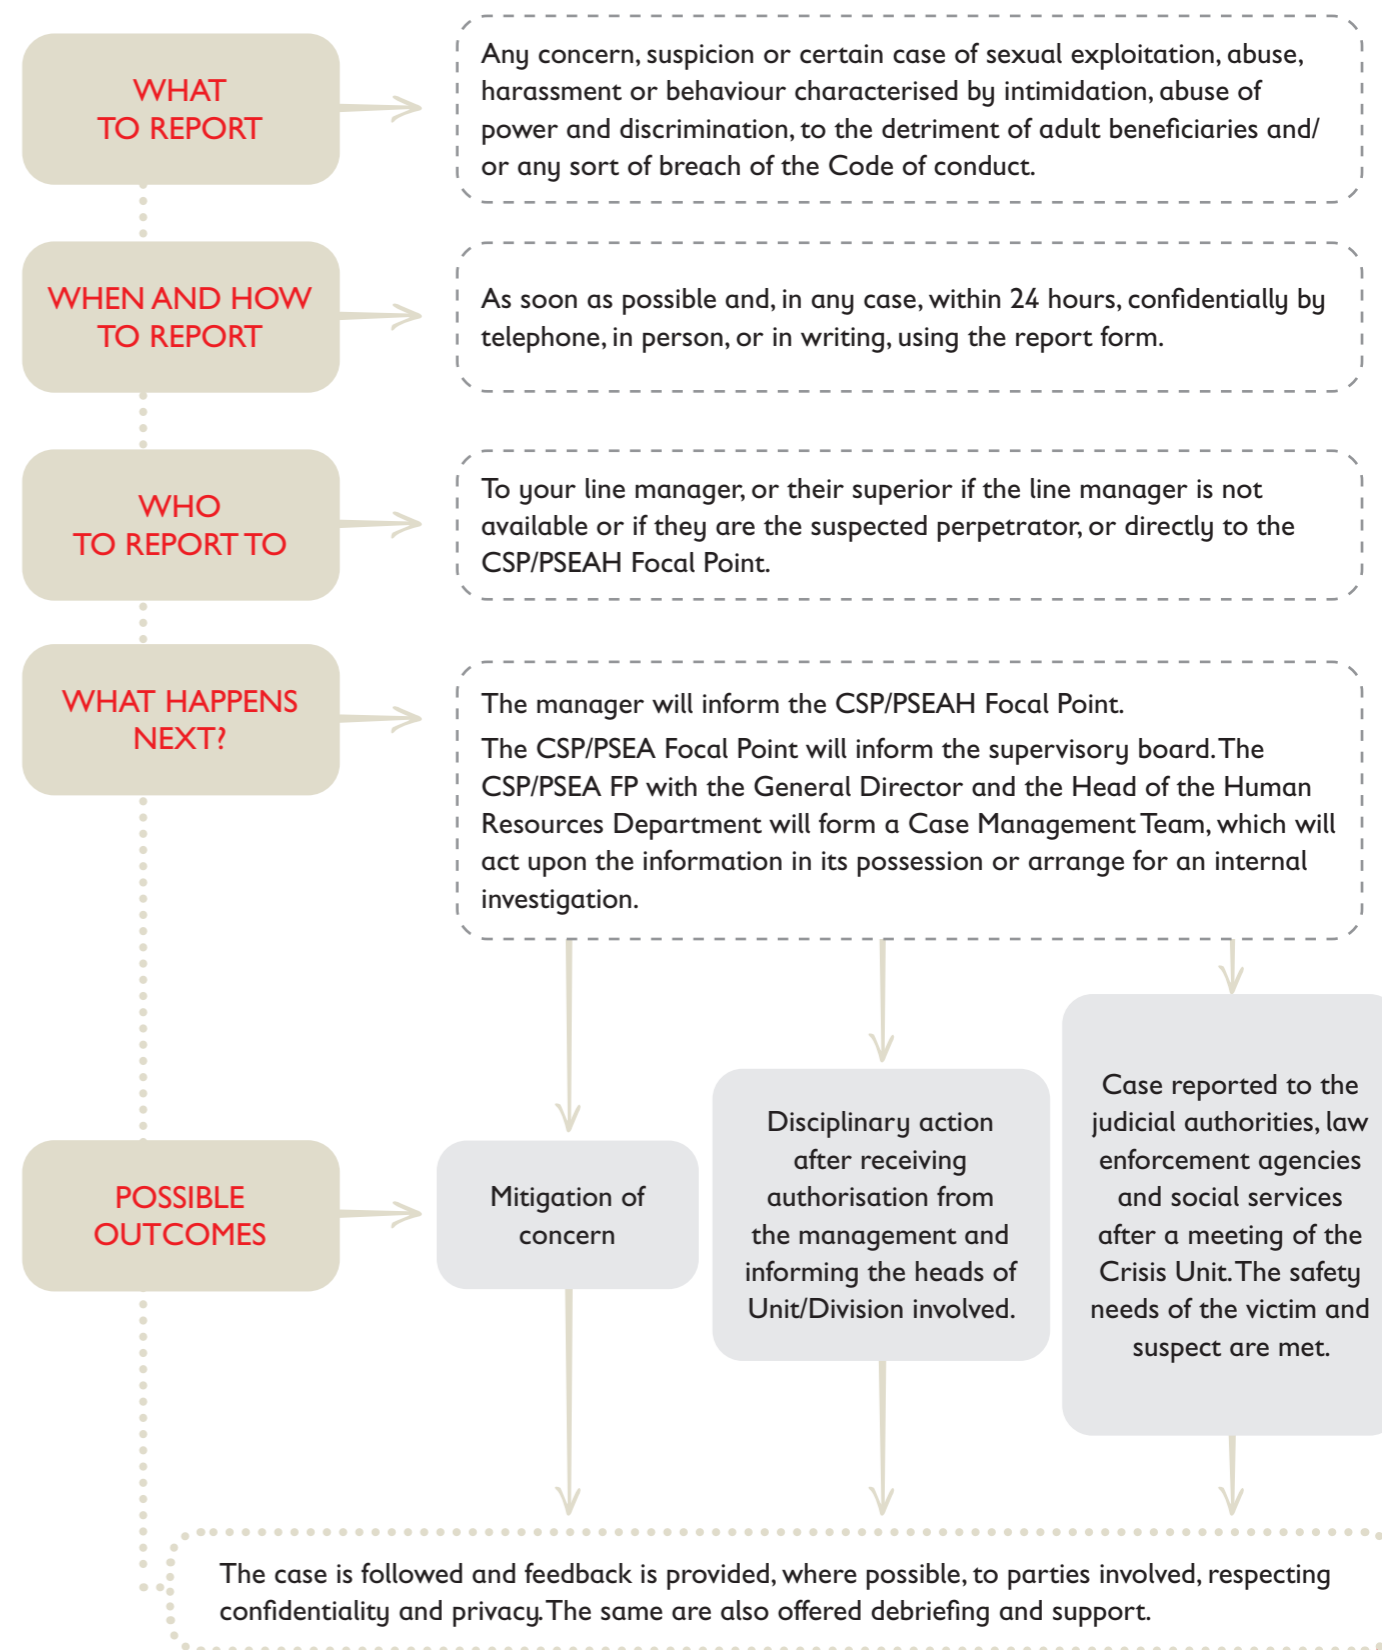 WHAT
TO REPORT
Any concern, suspicion or certain case of sexual exploitation, abuse,
harassment or behaviour characterised by intimidation, abuse of
power and discrimination, to the detriment of adult beneficiaries and/
or any sort of breach of the Code of conduct.
WHEN AND HOW
TO REPORT
As soon as possible and, in any case, within 24 hours, confidentially by
telephone, in person, or in writing, using the report form.
WHO
TO REPORT TO
To your line manager, or their superior if the line manager is not
available or if they are the suspected perpetrator, or directly to the
CSP/PSEAH Focal Point.
WHAT HAPPENS
NEXT?
The manager will inform the CSP/PSEAH Focal Point.
The CSP/PSEA Focal Point will inform the supervisory board. The
CSP/PSEA FP with the General Director and the Head of the Human
Resources Department will form a Case Management Team, which will
act upon the information in its possession or arrange for an internal
investigation.
POSSIBLE
OUTCOMES
Mitigation of
concern
Disciplinary action
after receiving
authorisation from
the management and
informing the heads of
Unit/Division involved.
Case reported to the
judicial authorities, law
enforcement agencies
and social services
after a meeting of the
Crisis Unit. The safety
needs of the victim and
suspect are met.
The case is followed and feedback is provided, where possible, to parties involved, respecting
confidentiality and privacy. The same are also offered debriefing and support.